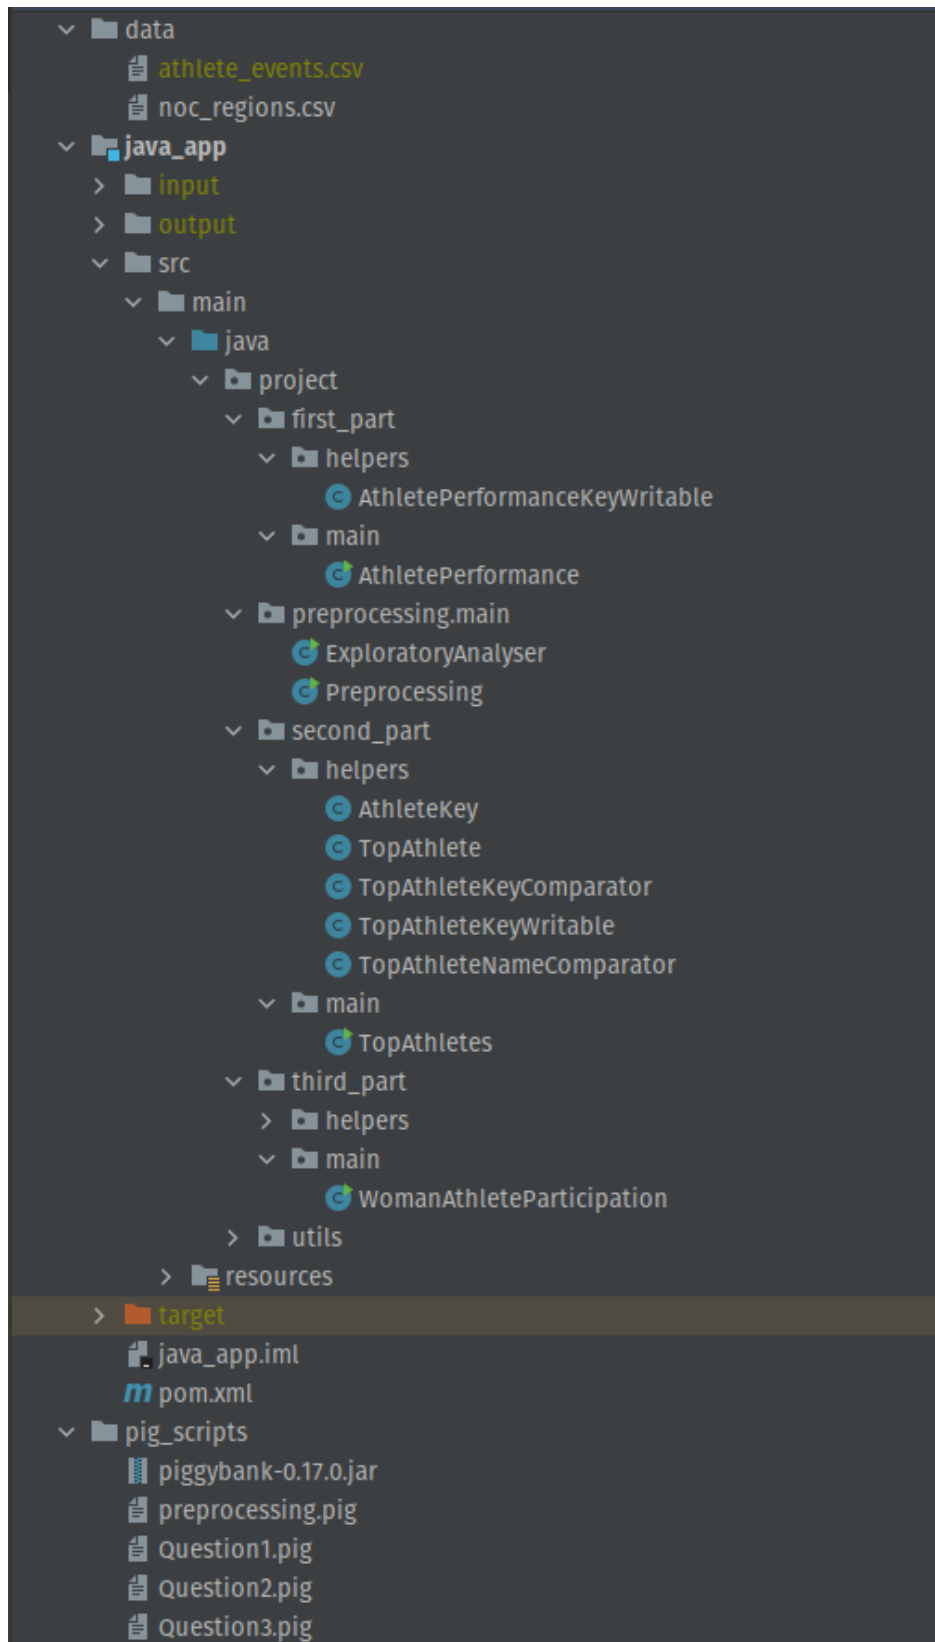 data
athlete_events.csv
noc_regions.csv
java_app
input
output
src
main
java
project
first_part
helpers
AthletePerformanceKeyWritable
main
AthletePerformance
preprocessing.main
ExploratoryAnalyser
Preprocessing
second_part
helpers
AthleteKey
TopAthlete
TopAthleteKeyComparator
TopAthleteKeyWritable
TopAthleteNameComparator
main
TopAthletes
third_part
helpers
main
WomanAthleteParticipation
utils
resources
target
java_app.iml
pom.xml
pig_scripts
piggybank-0.17.0.jar
preprocessing.pig
Question1.pig
Question2.pig
Question3.pig